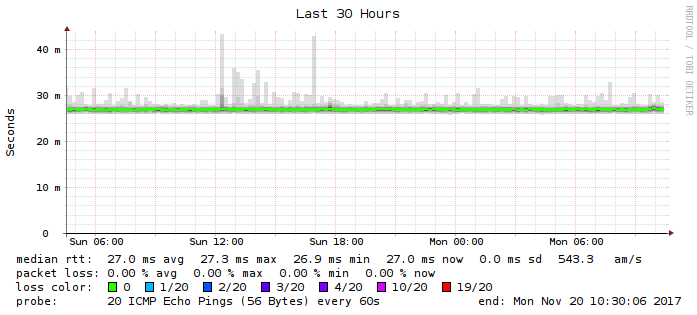 Last 30 Hours
RRDTOOL / TOBI OETIKER
Seconds
40 m
30 m
20 m
10 m
0
Sun 06:00 Sun 12:00 Sun 18:00 Mon 00:00 Mon 06:00
median rtt: 27.0 ms avg 27.3 ms max 26.9 ms min 27.0 ms now 0.0 ms sd 543.3 am/s
packet loss: 0.00 % avg 0.00 % max 0.00 % min 0.00 % now
loss color: 0 1/20 2/20 3/20 4/20 10/20 19/20
probe: 20 ICMP Echo Pings (56 Bytes) every 60s end: Mon Nov 20 10:30:06 2017